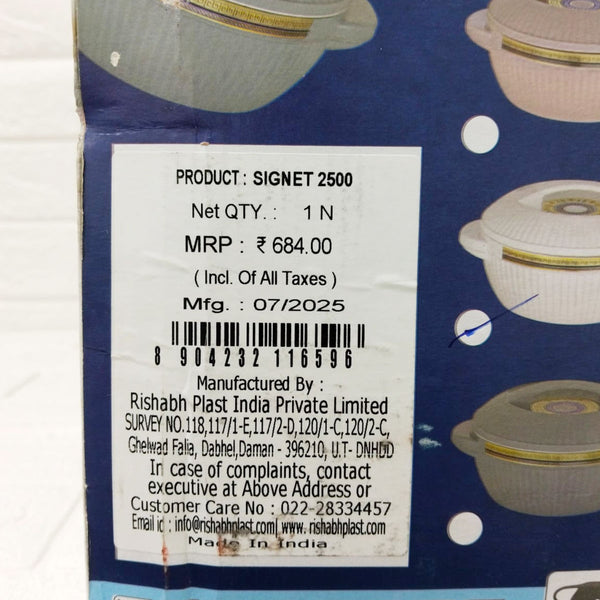 PRODUCT : SIGNET 2500
Net QTY. : 1 N
MRP : ₹ 684.00
( Incl. Of All Taxes )
Mfg. : 07/2025
8 904232 116596
Manufactured By :
Rishabh Plast India Private Limited
SURVEY NO.118,117/1-E,117/2-D,120/1-C,120/2-C,
Ghelwad Falia, Dabhel,Daman - 396210, U.T- DNHDD
In case of complaints, contact
executive at Above Address or
Customer Care No : 022-28334457
Email id : info@rishabhplast.com| www. rishabhplast.com
Made In India